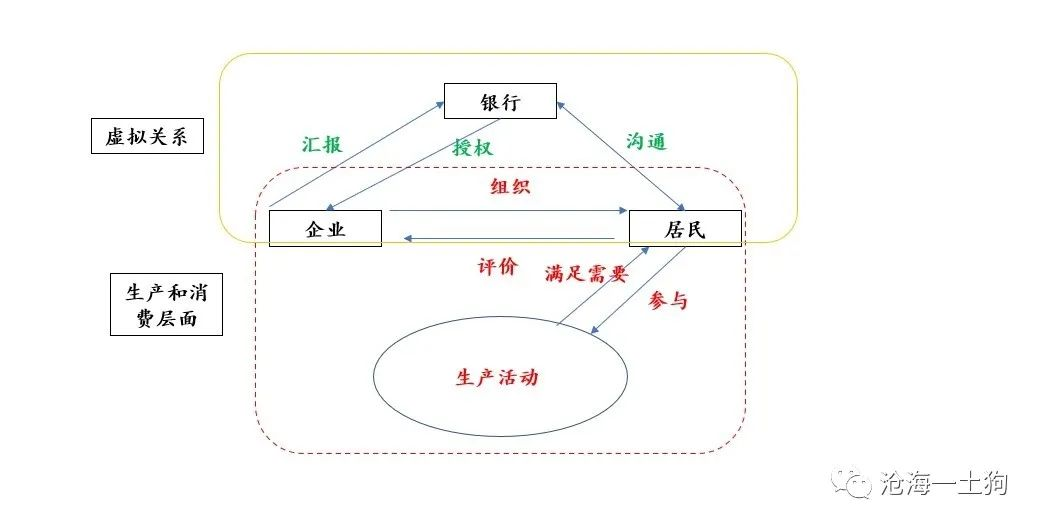 银行
虚拟关系
汇报
授权
沟通
组织
企业
居民
评价
满足需要
生产和消
费层面
参与
生产活动
沧海一土狗